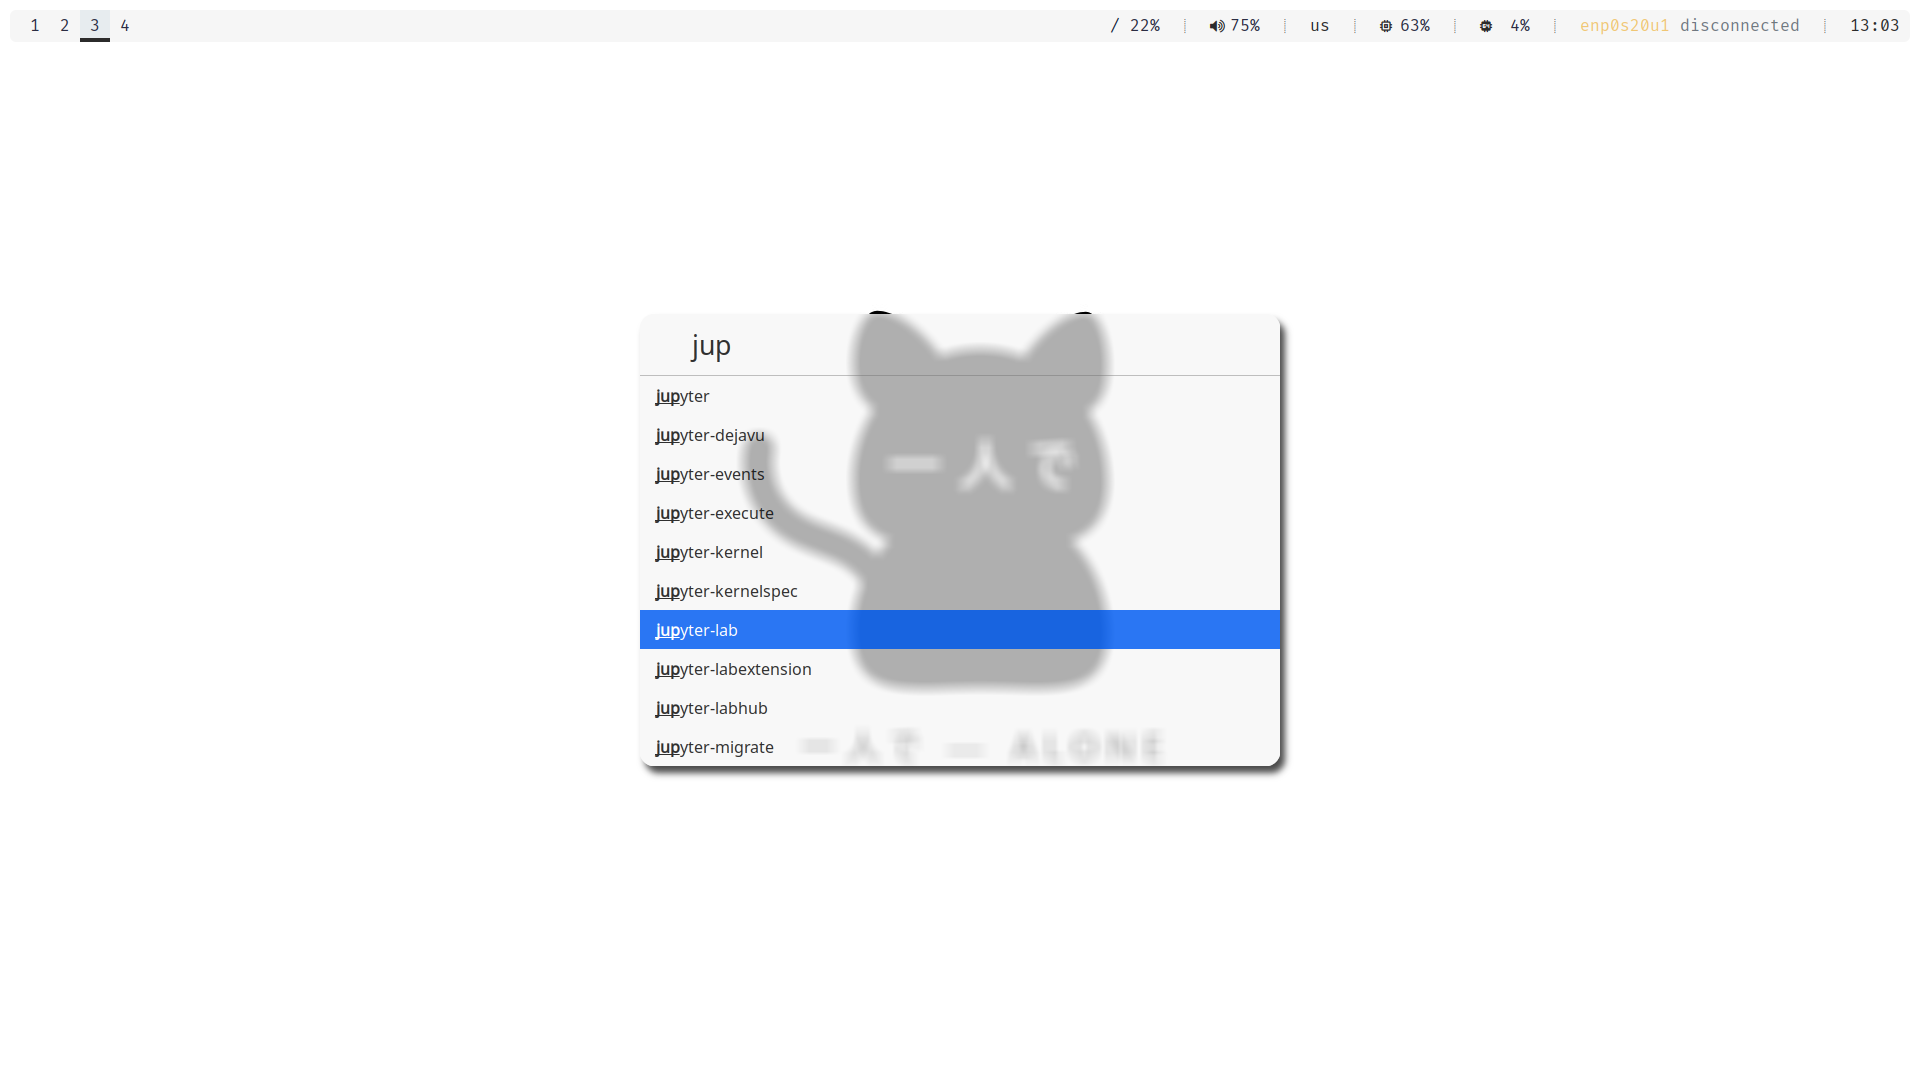 1 2 3 4 / 22% 75% us 63% 4% enp0s20u1 disconnected 13:03
jup
jupyter
jupyter-dejavu
jupyter-events
一人で
jupyter-execute
jupyter-kernel
jupyter-kernelspec
jupyter-lab
jupyter-labextension
jupyter-labhub
jupyter-migrate
一人で — ALONE